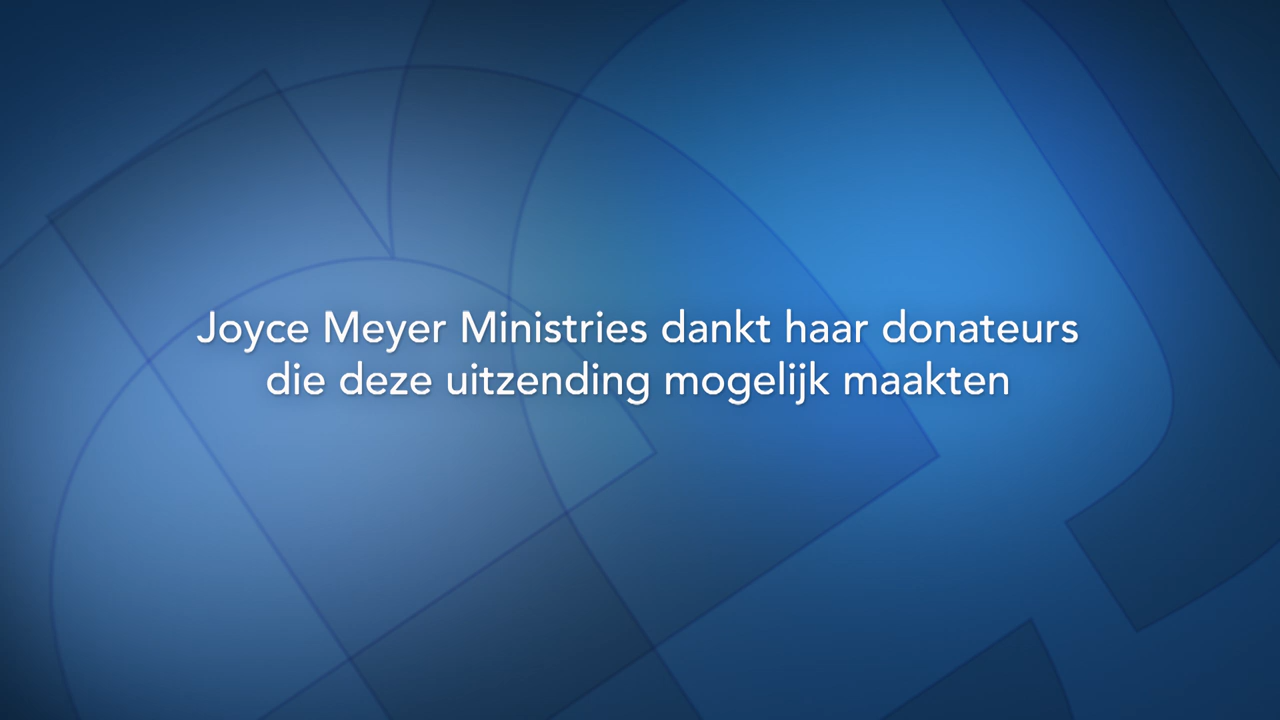 Joyce Meyer Ministries dankt haar donateurs
die deze uitzending mogelijk maakten